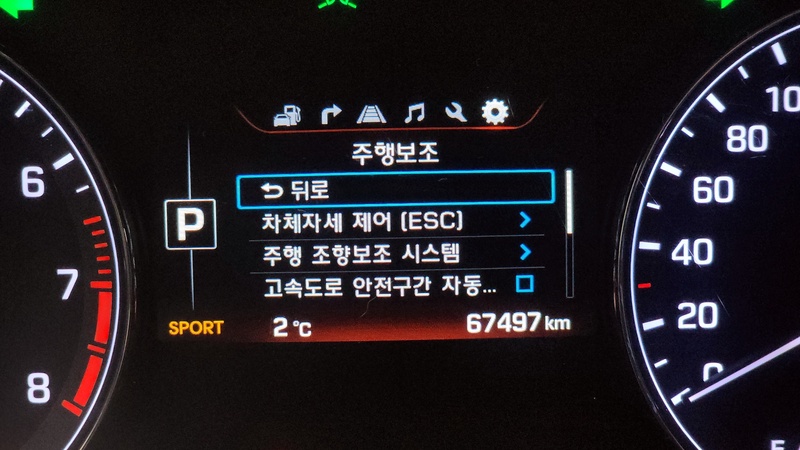 주행보조
뒤로
차체자세 제어 (ESC)
주행 조향보조 시스템
고속도로 안전구간 자동...
P
SPORT
2 °C
67497 km
6
7
8
10
80
60
40
20
0